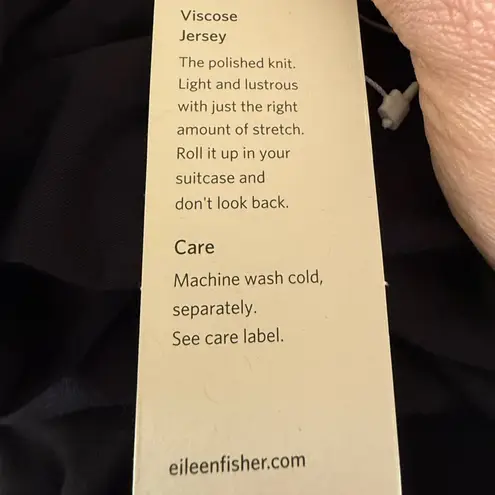 Viscose
Jersey
The polished knit.
Light and lustrous
with just the right
amount of stretch.
Roll it up in your
suitcase and
don't look back.
Care
Machine wash cold,
separately.
See care label.
eileenfisher.com